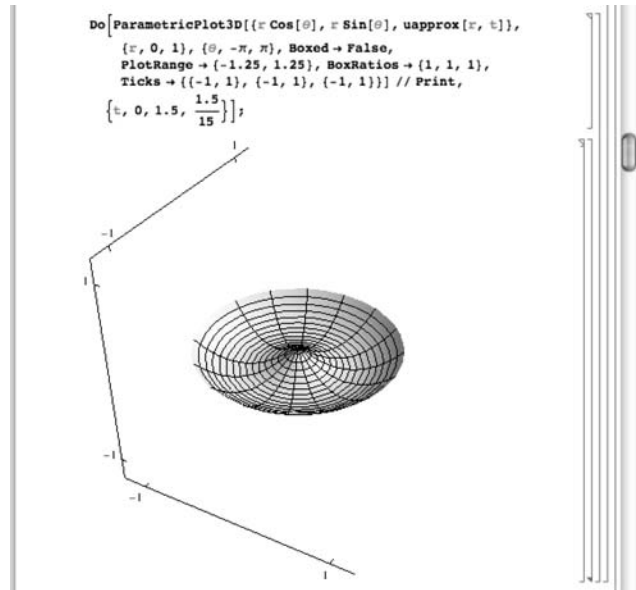 Do[ParametricPlot3D[{r Cos[θ], r Sin[θ], uapprox[r, t]},
{r, 0, 1}, {θ, -π, π}, Boxed → False,
PlotRange → {-1.25, 1.25}, BoxRatios → {1, 1, 1},
Ticks → {{-1, 1}, {-1, 1}, {-1, 1}}] // Print,
{t, 0, 1.5, 1.5/15}];
1
-1
1
-1
-1
1